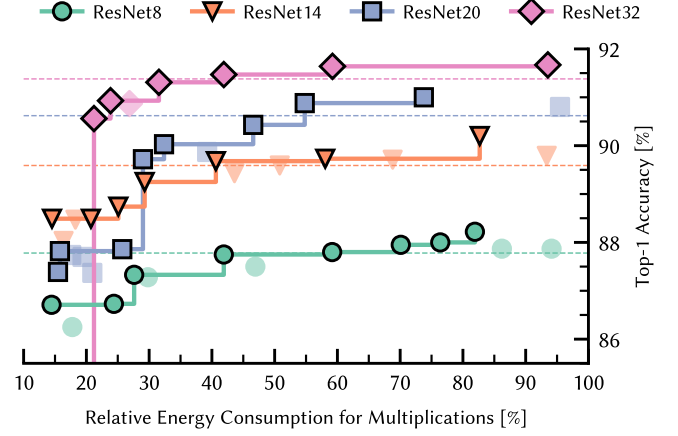 ResNet8 ResNet14 ResNet20 ResNet32
92
90
88
86
Top-1 Accuracy [%]
10 20 30 40 50 60 70 80 90 100
Relative Energy Consumption for Multiplications [%]